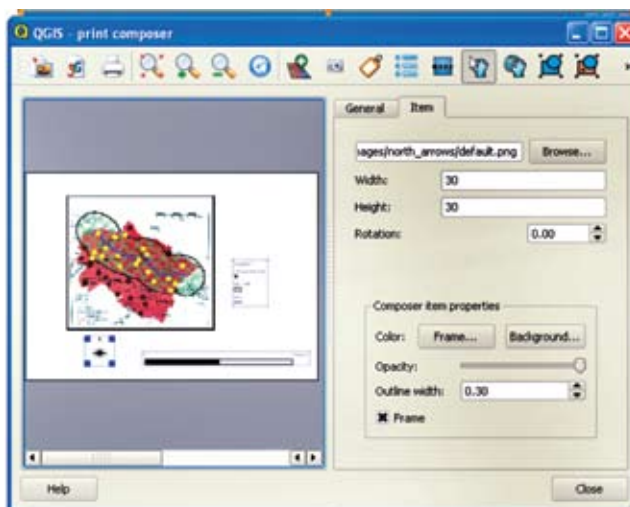 QGIS - print composer
General Item
ages/north_arrows/default.png Browse...
Width: 30
Height: 30
Rotation: 0.00
Composer item properties
Color: Frame... Background...
Opacity:
Outline width: 0.30
Frame
Help Close